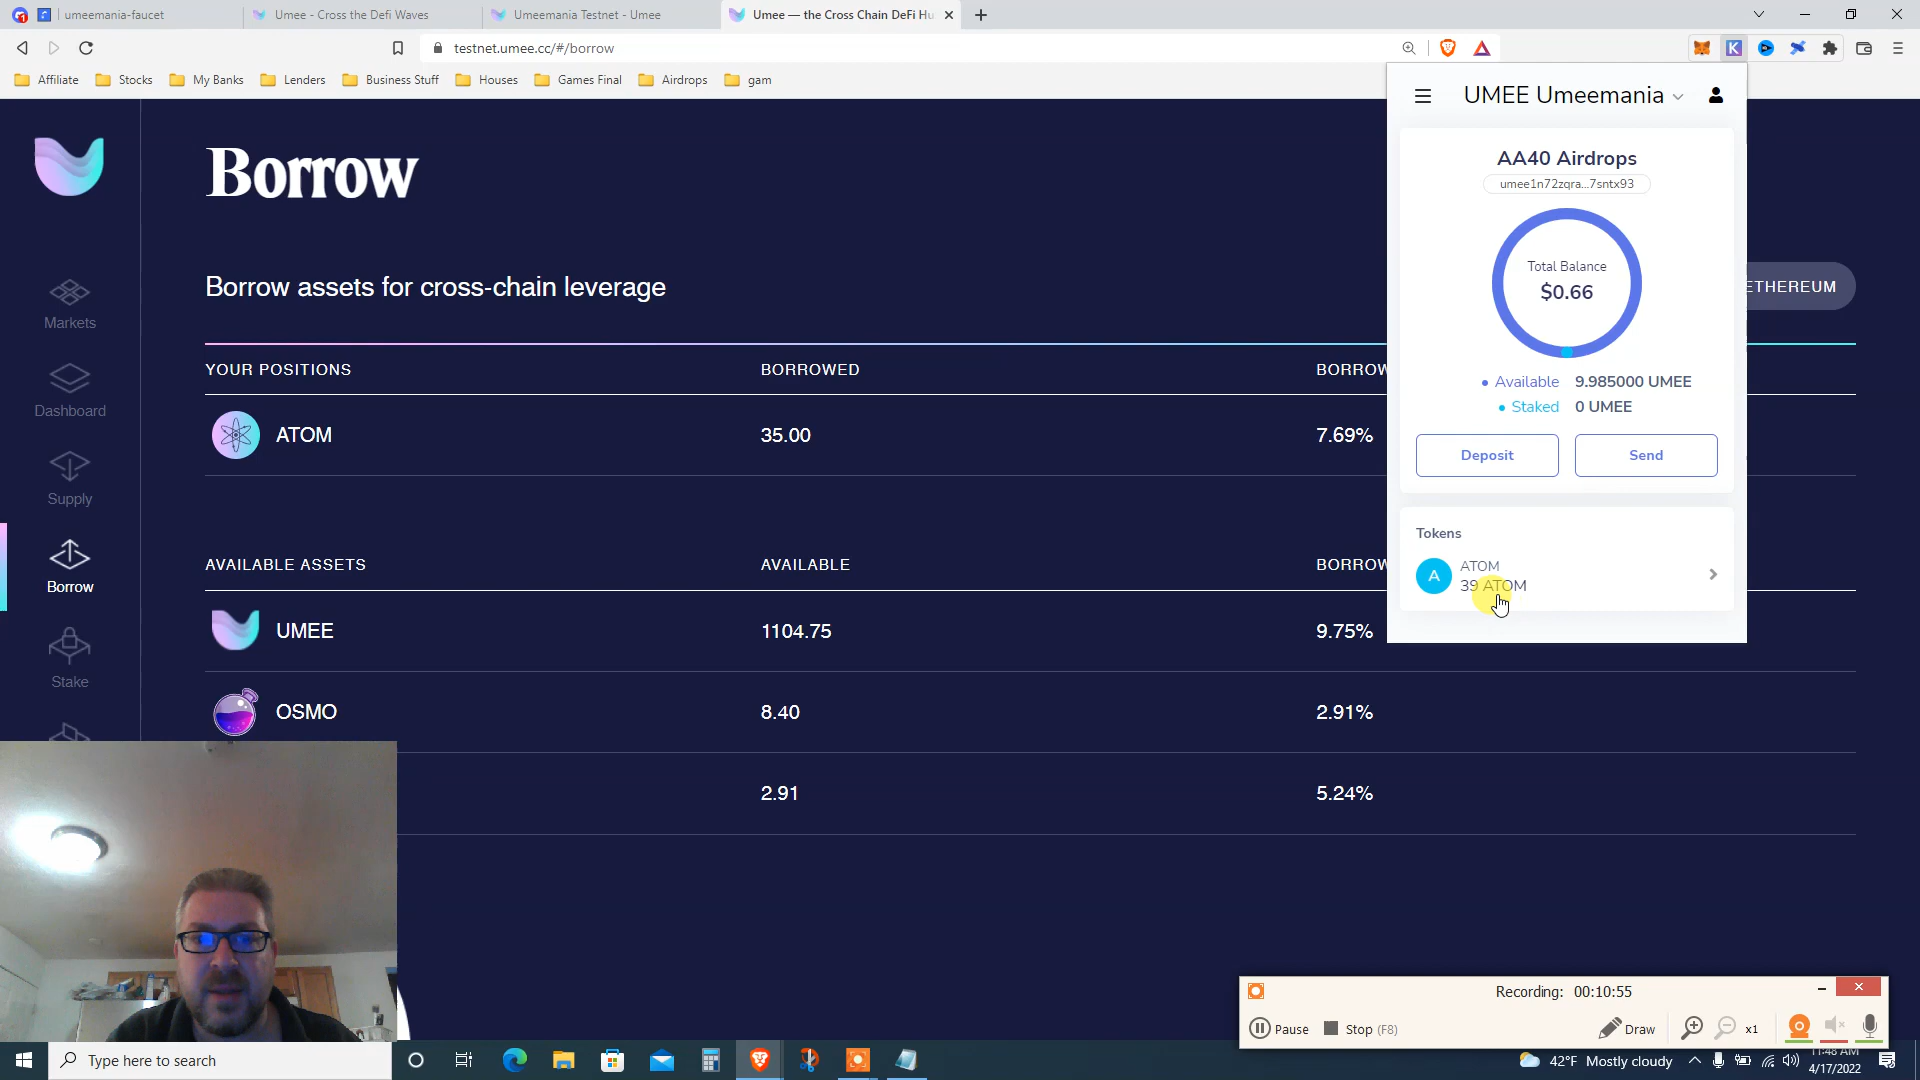 umeemania-faucet
Umee - Cross the Defi Waves
Umeemania Testnet - Umee
Umee — the Cross Chain DeFi Hu
testnet.umee.cc/#/borrow
Affiliate
Stocks
My Banks
Lenders
Business Stuff
Houses
Games Final
Airdrops
gam
Borrow
Borrow assets for cross-chain leverage
ETHEREUM
YOUR POSITIONS
BORROWED
BORROW
ATOM
35.00
7.69%
AVAILABLE ASSETS
AVAILABLE
BORROW
UMEE
1104.75
9.75%
OSMO
8.40
2.91%
2.91
5.24%
Markets
Dashboard
Supply
Borrow
Stake
UMEE Umeemania
AA40 Airdrops
umee1n72zqra...7sntx93
Total Balance
$0.66
Available 9.985000 UMEE
Staked 0 UMEE
Deposit
Send
Tokens
A
ATOM
39 ATOM
Recording: 00:10:55
Pause
Stop (F8)
Draw
x1
Type here to search
42°F Mostly cloudy
11:48 AM
4/17/2022